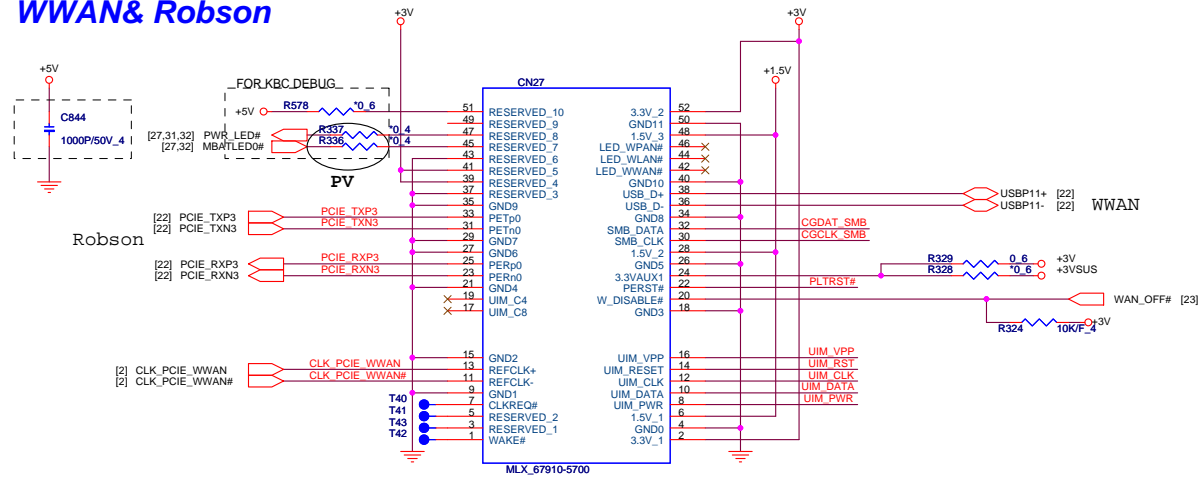 WWAN& Robson
+3V
+3V
+5V
+1.5V
FOR KBC DEBUG
CN27
C844
1000P/50V_4
+5V
R578
*0_6
[27,31,32] PWR_LED#
R337
*0_4
[27,32] MBATLED0#
R336
*0_4
PV
51 RESERVED_10 3.3V_2 52
49 RESERVED_9 GND11 50
47 RESERVED_8 1.5V_3 48
45 RESERVED_7 LED_WPAN# 46
43 RESERVED_6 LED_WLAN# 44
41 RESERVED_5 LED_WWAN# 42
39 RESERVED_4 GND10 40
37 RESERVED_3 USB_D+ 38 USBP11+ [22]
35 GND9 USB_D- 36 USBP11- [22]
WWAN
[22] PCIE_TXP3 PCIE_TXP3 33 PETp0 GND8 34
[22] PCIE_TXN3 PCIE_TXN3 31 PETn0 SMB_DATA 32 CGDAT_SMB
Robson
29 GND7 SMB_CLK 30 CGCLK_SMB
27 GND6 1.5V_2 28
[22] PCIE_RXP3 PCIE_RXP3 25 PERp0 GND5 26 R329 0_6 +3V
[22] PCIE_RXN3 PCIE_RXN3 23 PERn0 3.3VAUX1 24 R328 *0_6 +3VSUS
21 GND4 PERST# 22 PLTRST#
19 UIM_C4 W_DISABLE# 20 WAN_OFF# [23]
17 UIM_C8 GND3 18
R324 10K/F_4 +3V
15 GND2 UIM_VPP 16 UIM_VPP
[2] CLK_PCIE_WWAN CLK_PCIE_WWAN 13 REFCLK+ UIM_RESET 14 UIM_RST
[2] CLK_PCIE_WWAN# CLK_PCIE_WWAN# 11 REFCLK- UIM_CLK 12 UIM_CLK
9 GND1 UIM_DATA 10 UIM_DATA
T40 7 CLKREQ# UIM_PWR 8 UIM_PWR
T41 5 RESERVED_2 1.5V_1 6
T43 3 RESERVED_1 GND0 4
T42 1 WAKE# 3.3V_1 2
MLX_67910-5700